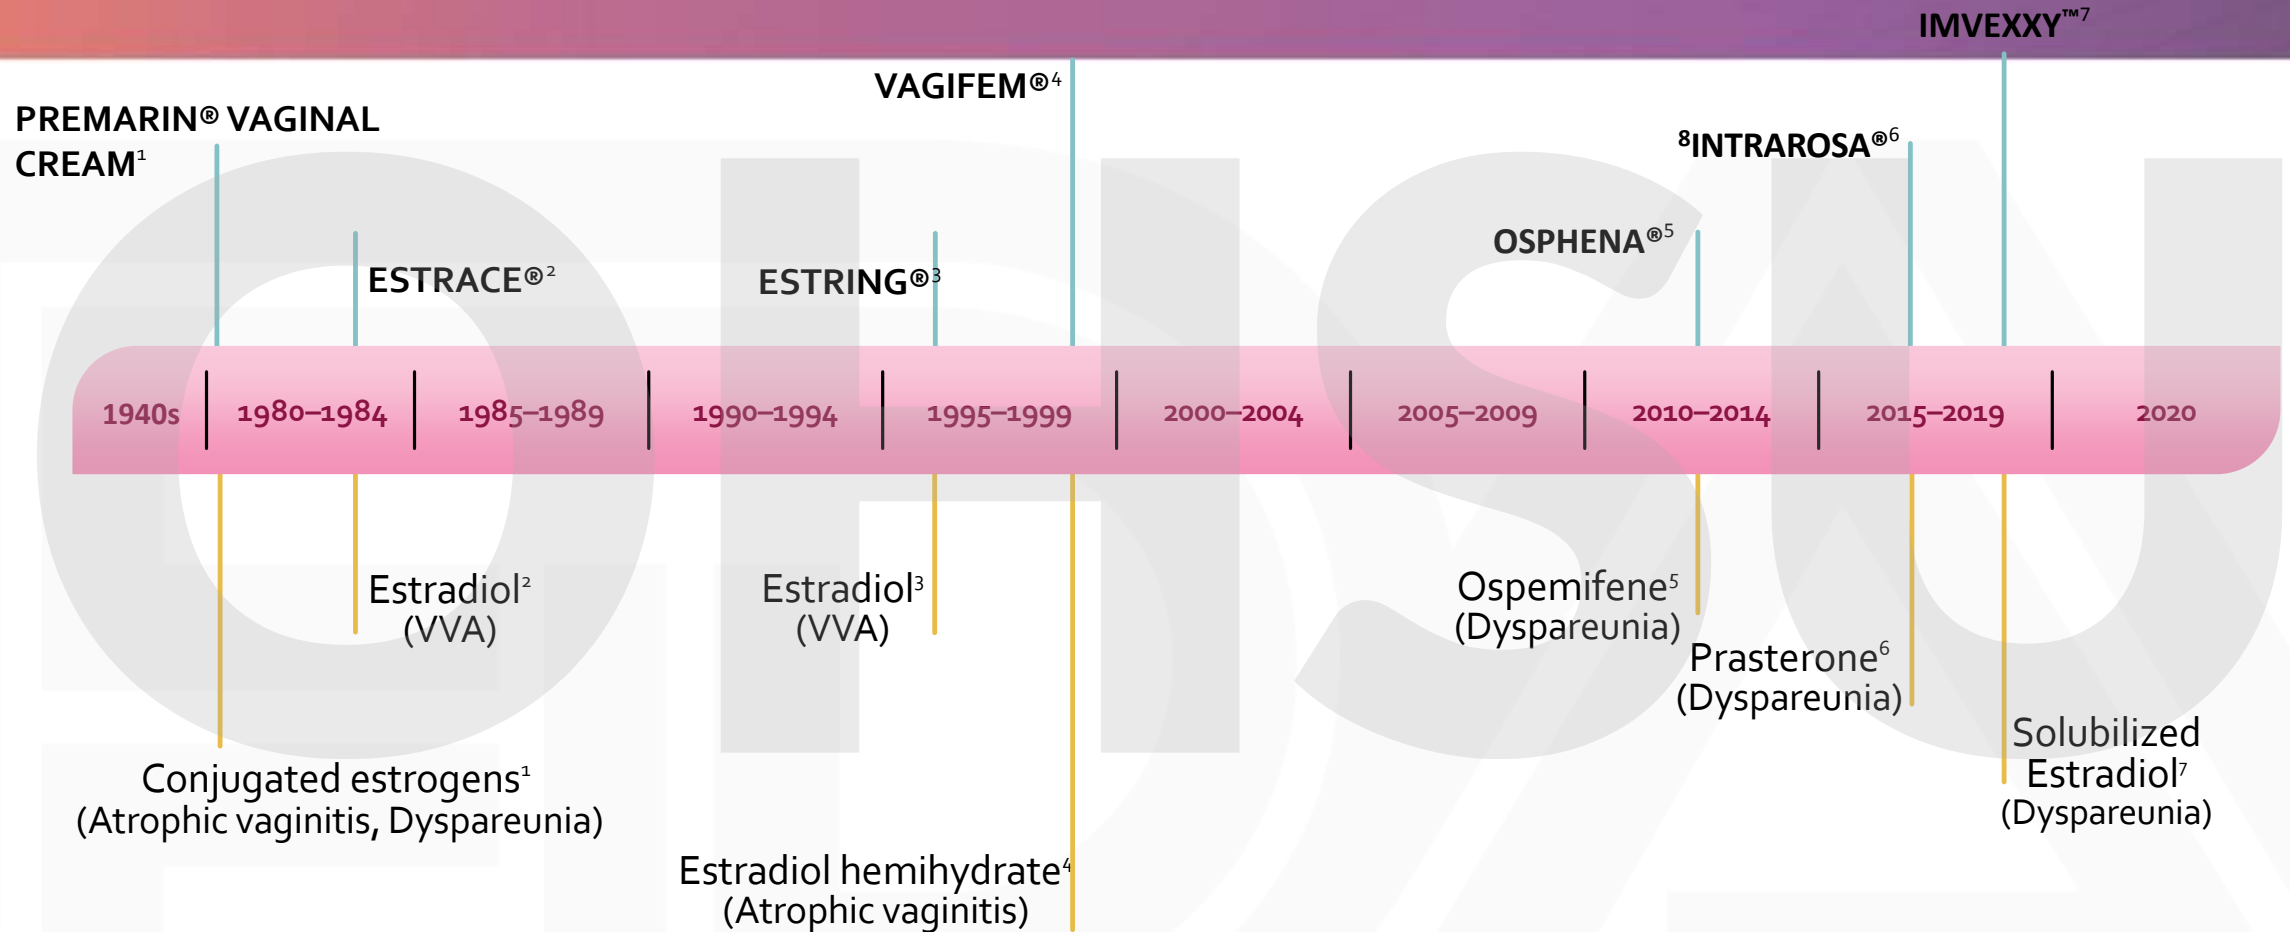 IMVEXXY™⁷
VAGIFEM®⁴
PREMARIN® VAGINAL
CREAM¹
⁸INTRAROSA®⁶
OSPHENA®⁵
ESTRACE®²
ESTRING®³
1940s
1980–1984
1985–1989
1990–1994
1995–1999
2000–2004
2005–2009
2010–2014
2015–2019
2020
Estradiol²
(VVA)
Estradiol³
(VVA)
Ospemifene⁵
(Dyspareunia)
Prasterone⁶
(Dyspareunia)
Solubilized
Estradiol⁷
(Dyspareunia)
Conjugated estrogens¹
(Atrophic vaginitis, Dyspareunia)
Estradiol hemihydrate⁴
(Atrophic vaginitis)
OHSU